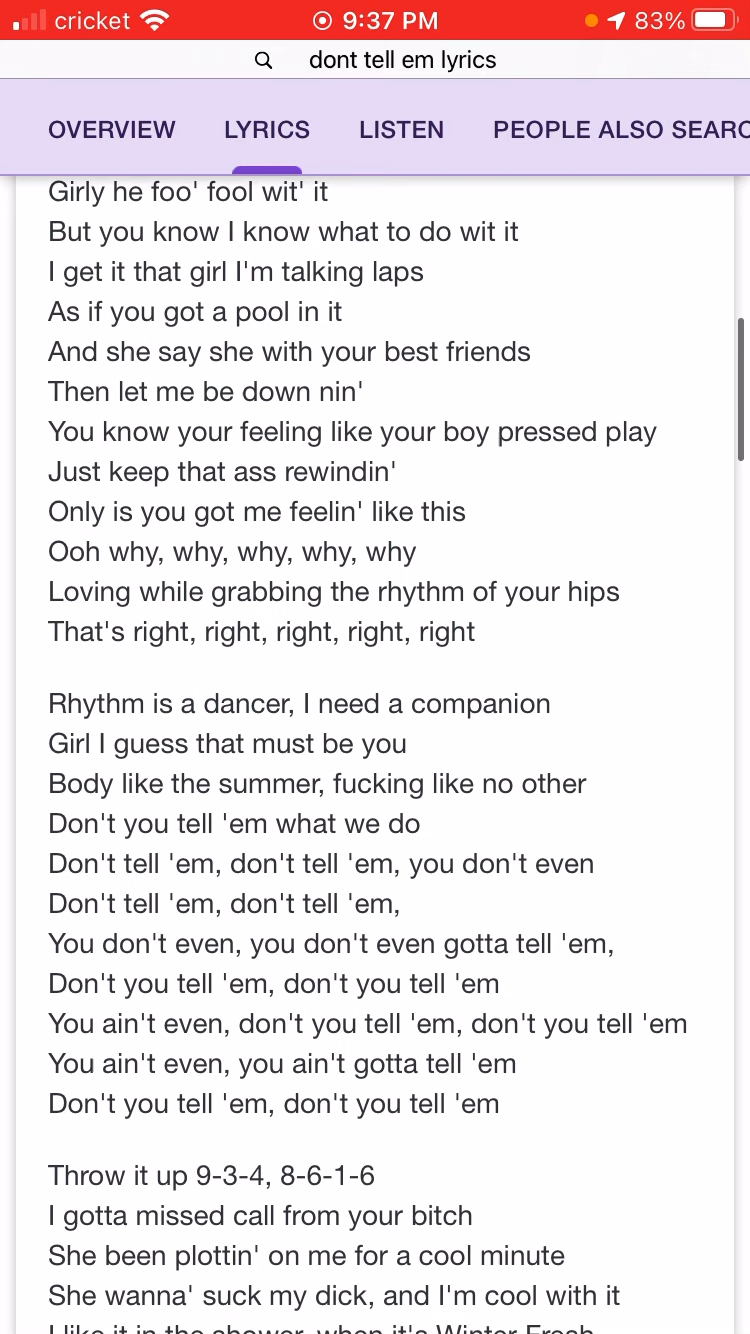 cricket 9:37 PM 83%
dont tell em lyrics
OVERVIEW LYRICS LISTEN PEOPLE ALSO SEARC
Girly he foo' fool wit' it
But you know I know what to do wit it
I get it that girl I'm talking laps
As if you got a pool in it
And she say she with your best friends
Then let me be down nin'
You know your feeling like your boy pressed play
Just keep that ass rewindin'
Only is you got me feelin' like this
Ooh why, why, why, why, why
Loving while grabbing the rhythm of your hips
That's right, right, right, right, right
Rhythm is a dancer, I need a companion
Girl I guess that must be you
Body like the summer, fucking like no other
Don't you tell 'em what we do
Don't tell 'em, don't tell 'em, you don't even
Don't tell 'em, don't tell 'em,
You don't even, you don't even gotta tell 'em,
Don't you tell 'em, don't you tell 'em
You ain't even, don't you tell 'em, don't you tell 'em
You ain't even, you ain't gotta tell 'em
Don't you tell 'em, don't you tell 'em
Throw it up 9-3-4, 8-6-1-6
I gotta missed call from your bitch
She been plottin' on me for a cool minute
She wanna' suck my dick, and I'm cool with it
I like it in the shower, when it's Winter Fresh